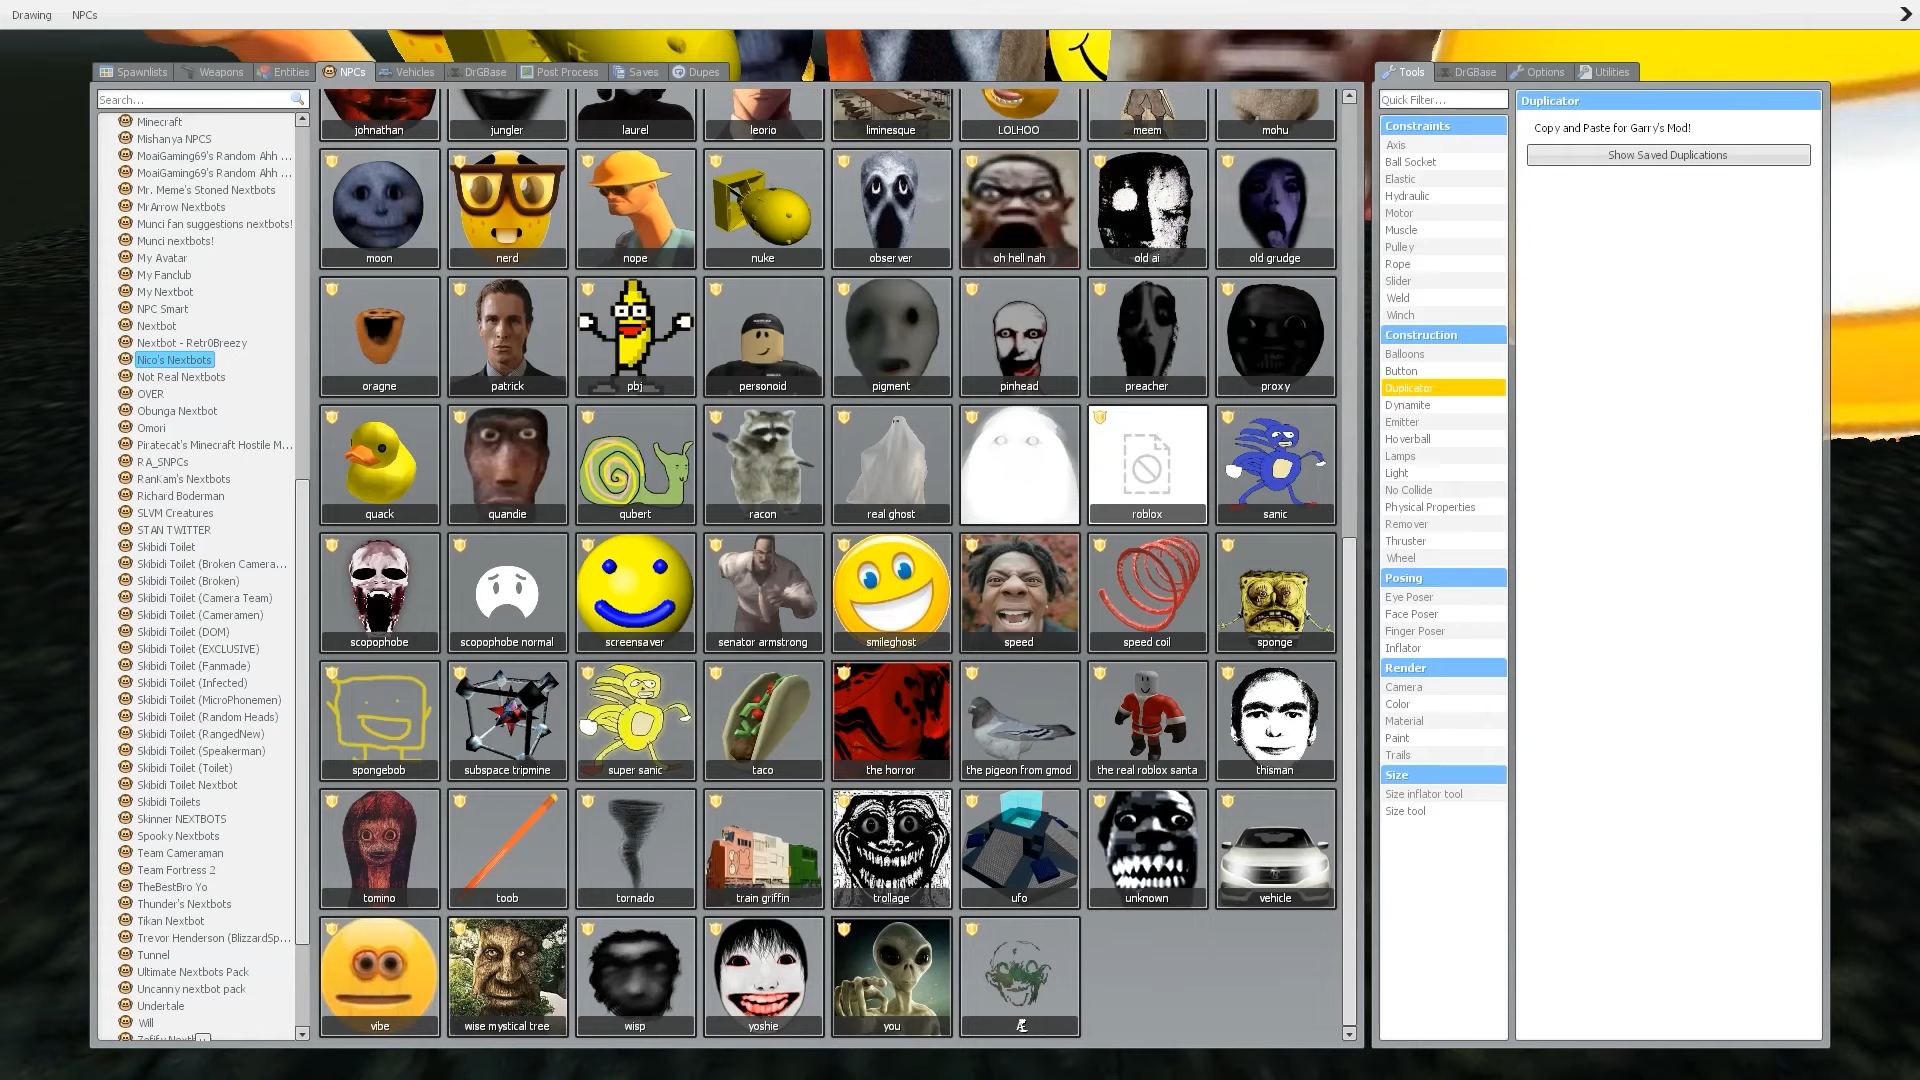 Drawing NPCs
Spawnlists Weapons Entities NPCs Vehicles DrGBase Post Process Saves Dupes
Search...
Minecraft
Mishanya NPCS
MoaiGaming69's Random Ahh ...
MoaiGaming69's Random Ahh ...
Mr. Meme's Stoned Nextbots
MrArrow Nextbots
Munci fan suggestions nextbots!
Munci nextbots!
My Avatar
My Fanclub
My Nextbot
NPC Smart
Nextbot
Nextbot - Retr0Breezy
Nico's Nextbots
Not Real Nextbots
OVER
Obunga Nextbot
Omori
Piratecat's Minecraft Hostile M...
RA_SNPCs
RanKam's Nextbots
Richard Boderman
SLVM Creatures
STAN TWITTER
Skibidi Toilet
Skibidi Toilet (Broken Camera...
Skibidi Toilet (Broken)
Skibidi Toilet (Camera Team)
Skibidi Toilet (Cameramen)
Skibidi Toilet (DOM)
Skibidi Toilet (EXCLUSIVE)
Skibidi Toilet (Fanmade)
Skibidi Toilet (Infected)
Skibidi Toilet (MicroPhonemen)
Skibidi Toilet (Random Heads)
Skibidi Toilet (RangedNew)
Skibidi Toilet (Speakerman)
Skibidi Toilet (Toilet)
Skibidi Toilet Nextbot
Skibidi Toilets
Skinner NEXTBOTS
Spooky Nextbots
Team Cameraman
Team Fortress 2
TheBestBro Yo
Thunder's Nextbots
Tikan Nextbot
Trevor Henderson (BlizzardSp...
Tunnel
Ultimate Nextbots Pack
Uncanny nextbot pack
Undertale
Will
johnathan jungler laurel leorio liminesque LOLHOO meem mohu
moon nerd nope nuke observer oh hell nah old ai old grudge
oragne patrick pbj personoid pigment pinhead preacher proxy
quack quandie qubert racon real ghost roblox sanic
scopophobe scopophobe normal screensaver senator armstrong smileghost speed speed coil sponge
spongebob subspace tripmine super sanic taco the horror the pigeon from gmod the real roblox santa thisman
tomino toob tornado train griffin trollage ufo unknown vehicle
vibe wise mystical tree wisp yoshie you
Tools DrGBase Options Utilities
Quick Filter...
Constraints
Axis
Ball Socket
Elastic
Hydraulic
Motor
Muscle
Pulley
Rope
Slider
Weld
Winch
Construction
Balloons
Button
Duplicator
Dynamite
Emitter
Hoverball
Lamps
Light
No Collide
Physical Properties
Remover
Thruster
Wheel
Posing
Eye Poser
Face Poser
Finger Poser
Inflator
Render
Camera
Color
Material
Paint
Trails
Size
Size inflator tool
Size tool
Duplicator
Copy and Paste for Garry's Mod!
Show Saved Duplications